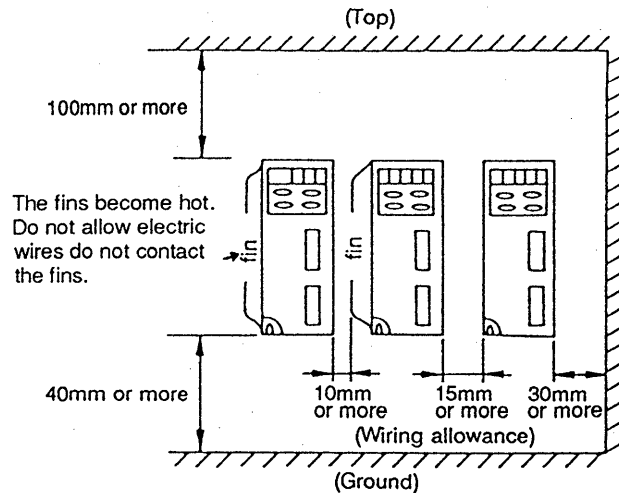 (Top)
100mm or more
The fins become hot.
Do not allow electric
wires do not contact
the fins.
fin
fin
40mm or more
10mm
or more
15mm
or more
30mm
or more
(Wiring allowance)
(Ground)